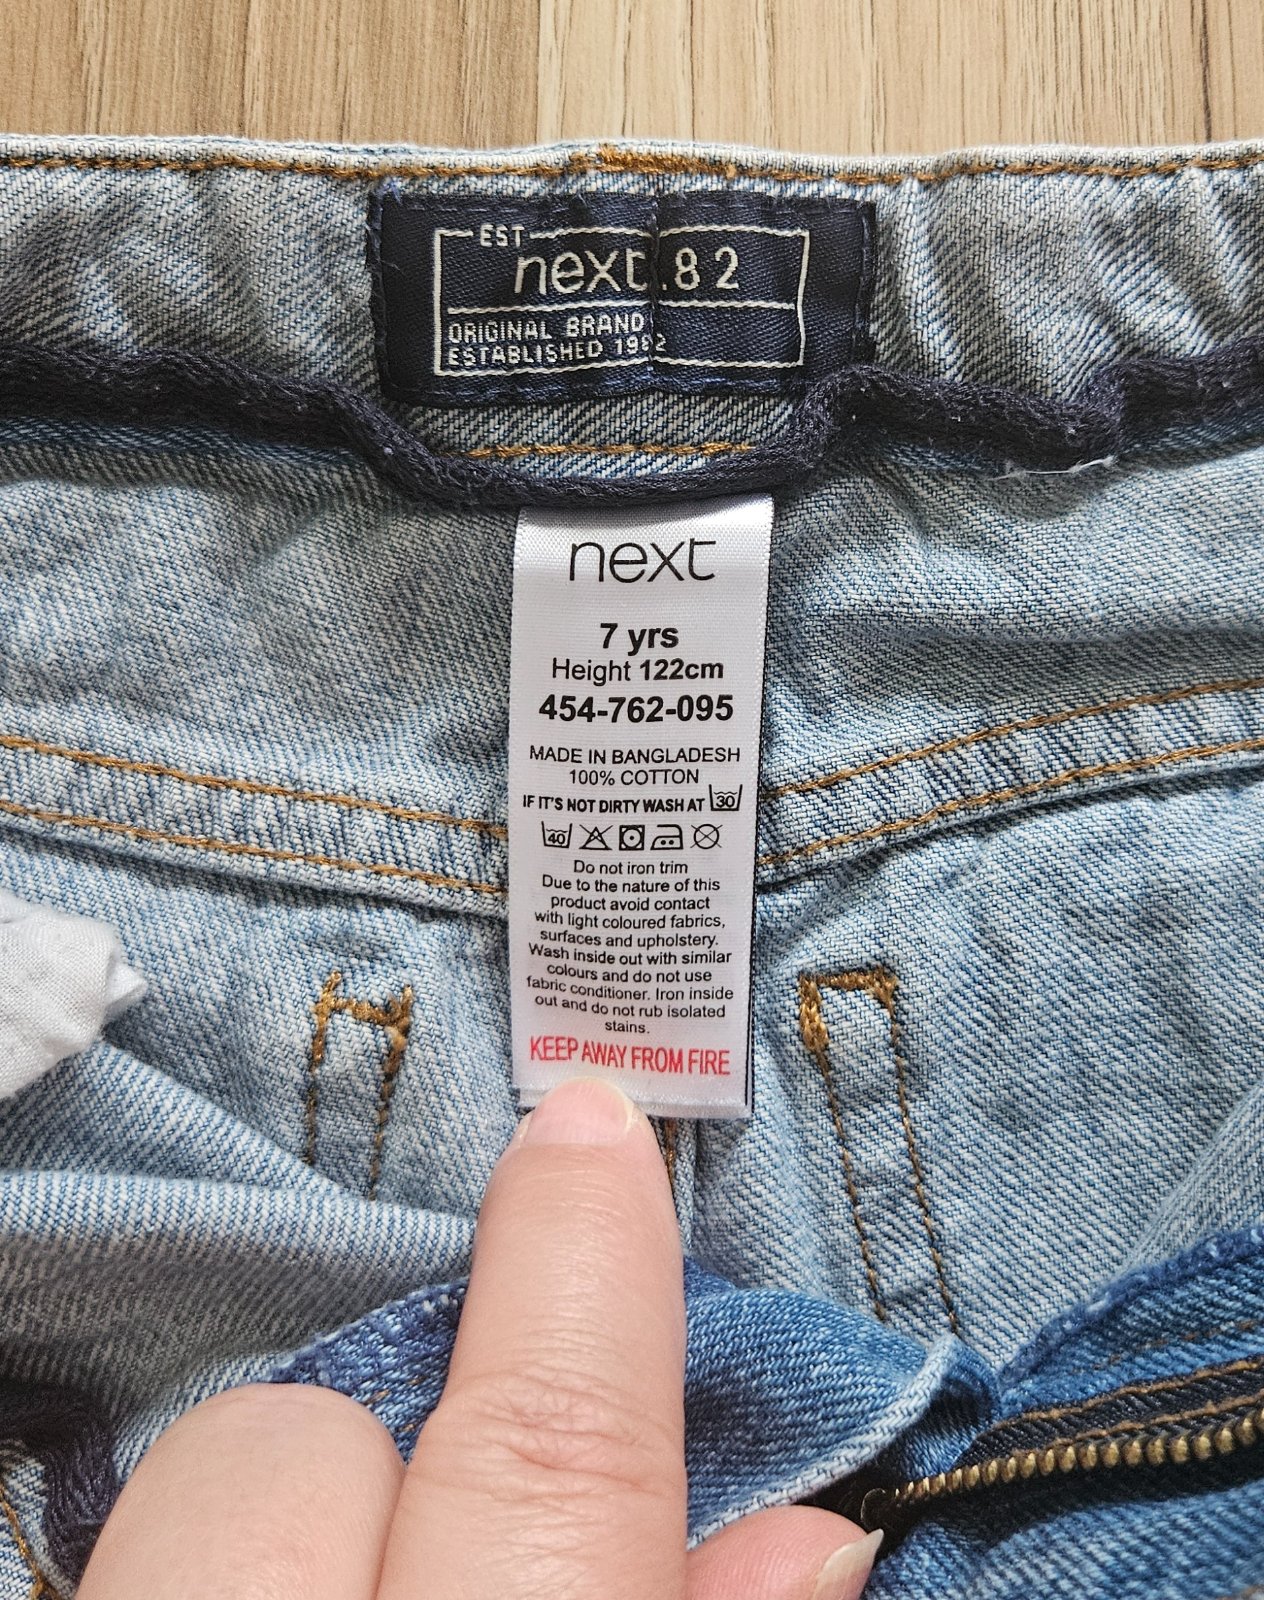 EST
next .82
ORIGINAL BRAND
ESTABLISHED 1982
next
7 yrs
Height 122cm
454-762-095
MADE IN BANGLADESH
100% COTTON
IF IT'S NOT DIRTY WASH AT 30
40
Do not iron trim
Due to the nature of this
product avoid contact
with light coloured fabrics,
surfaces and upholstery.
Wash inside out with similar
colours and do not use
fabric conditioner. Iron inside
out and do not rub isolated
stains.
KEEP AWAY FROM FIRE